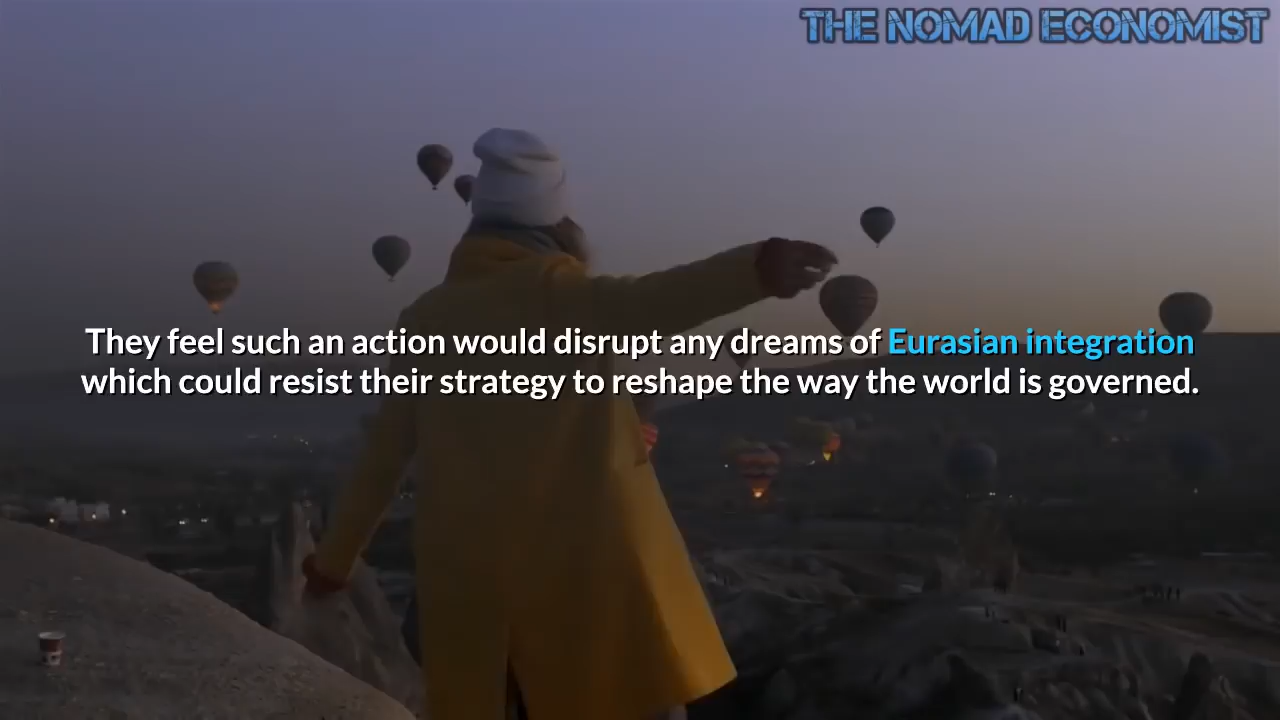 THE NOMAD ECONOMIST
They feel such an action would disrupt any dreams of Eurasian integration
which could resist their strategy to reshape the way the world is governed.